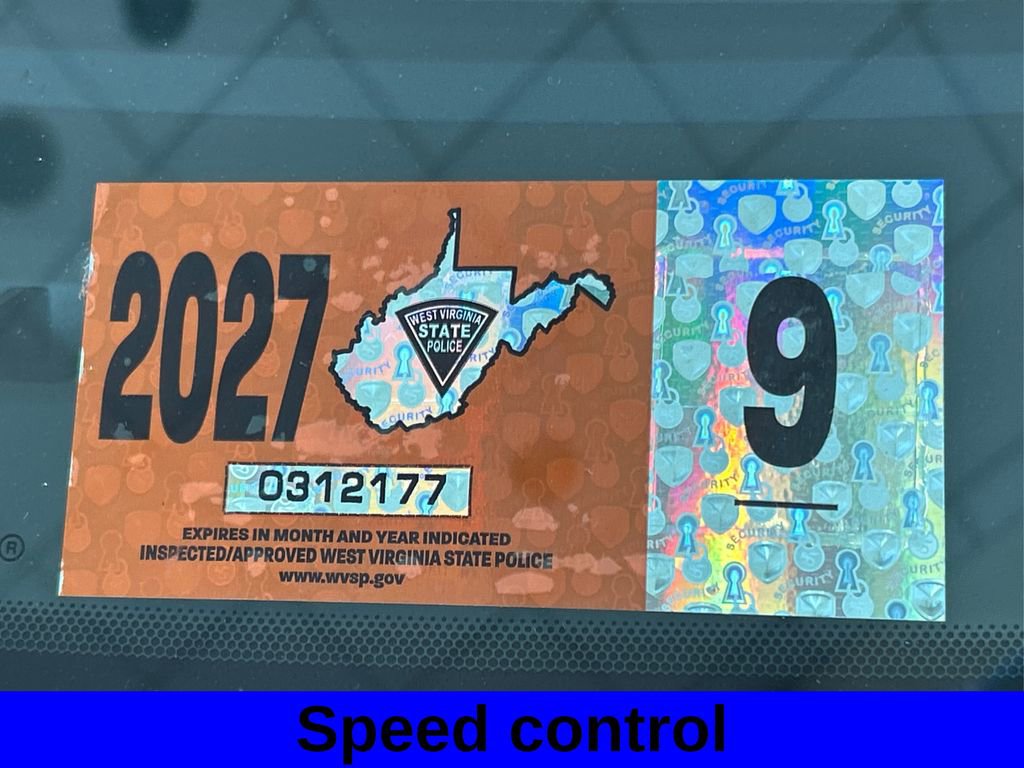 2027
WEST VIRGINIA
STATE
POLICE
9
0312177
EXPIRES IN MONTH AND YEAR INDICATED
INSPECTED/APPROVED WEST VIRGINIA STATE POLICE
www.wvsp.gov
®
SECURITY
Speed control